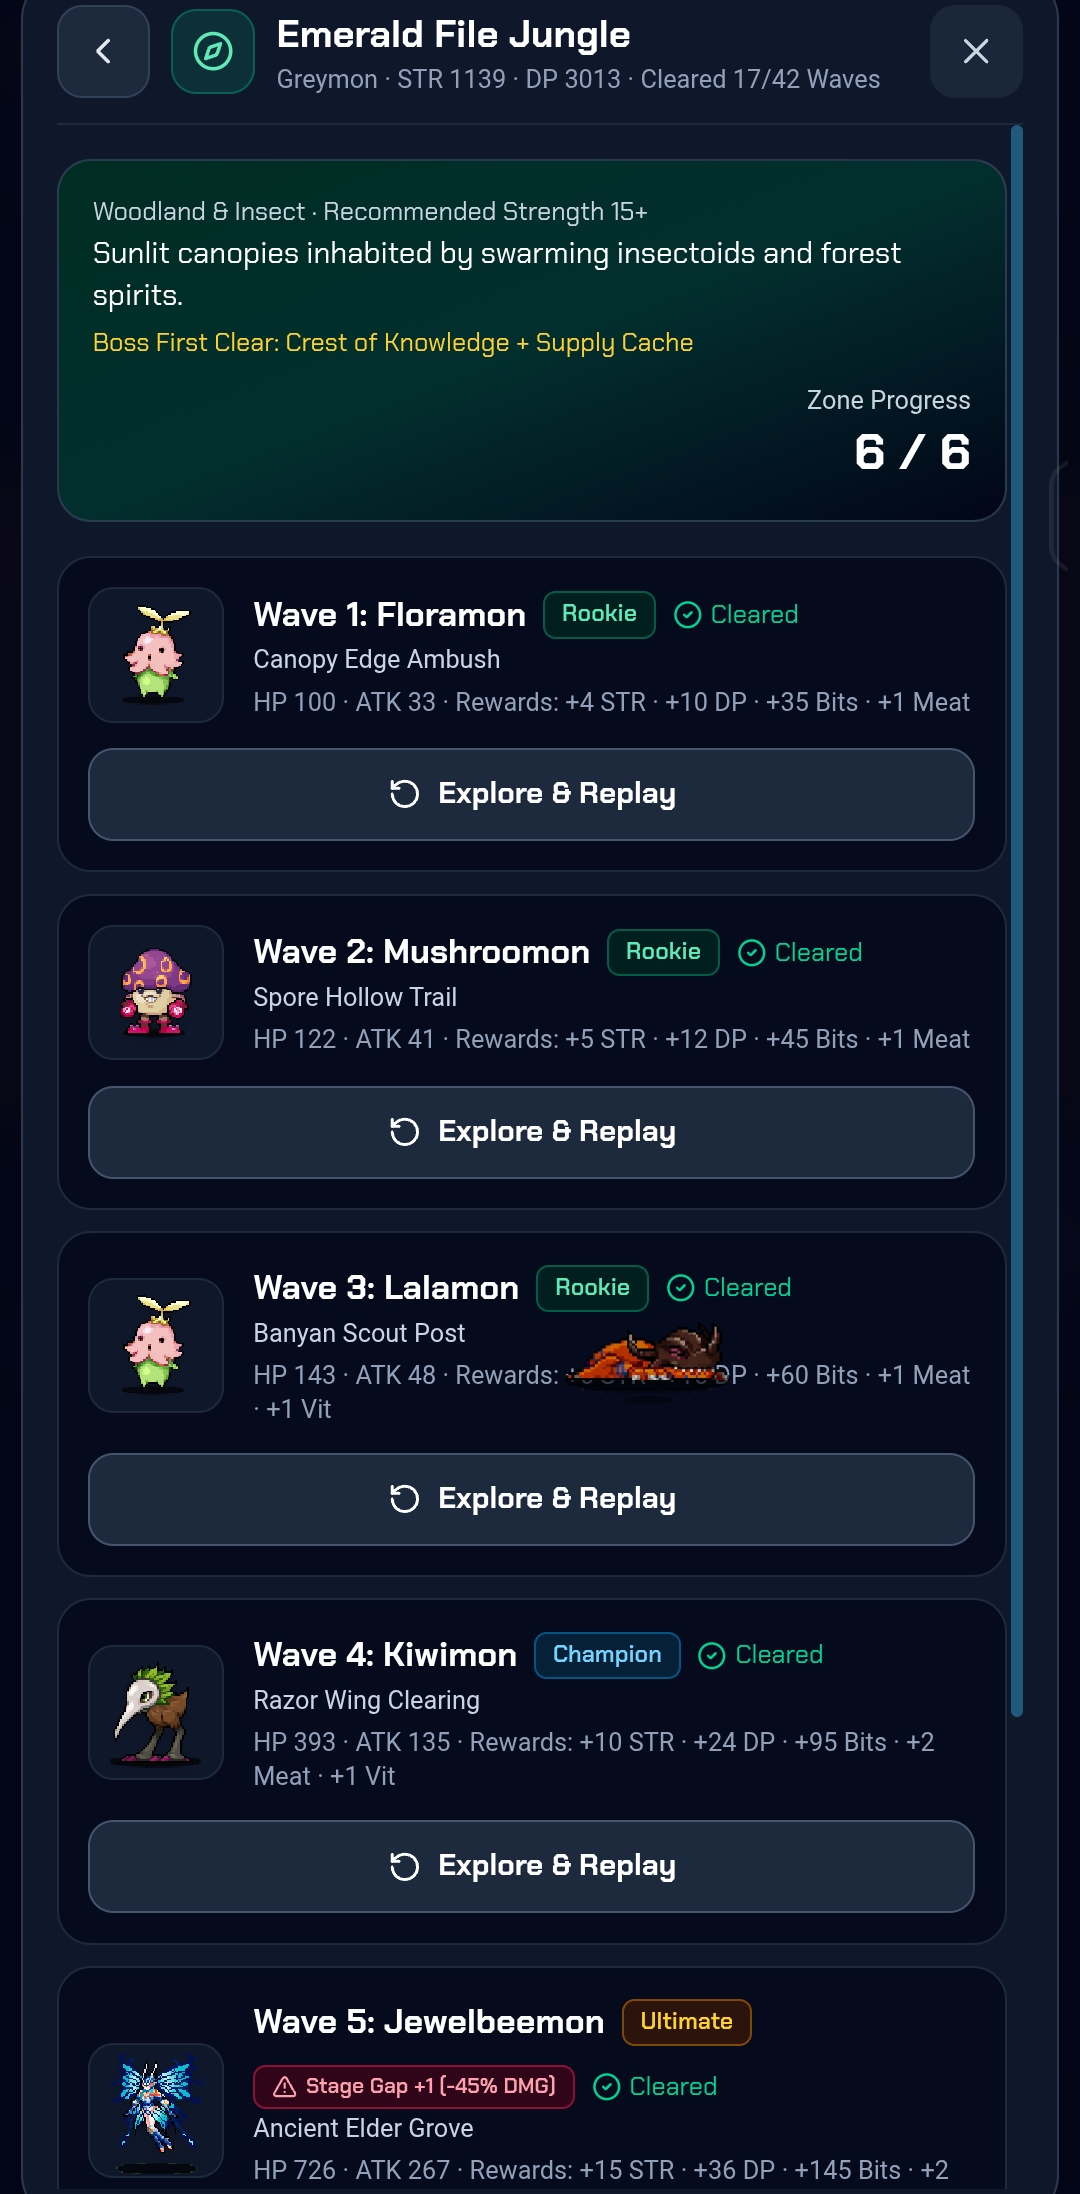 Emerald File Jungle
Greymon · STR 1139 · DP 3013 · Cleared 17/42 Waves
Woodland & Insect · Recommended Strength 15+
Sunlit canopies inhabited by swarming insectoids and forest
spirits.
Boss First Clear: Crest of Knowledge + Supply Cache
Zone Progress
6 / 6
Wave 1: Floramon Rookie Cleared
Canopy Edge Ambush
HP 100 · ATK 33 · Rewards: +4 STR · +10 DP · +35 Bits · +1 Meat
Explore & Replay
Wave 2: Mushroomon Rookie Cleared
Spore Hollow Trail
HP 122 · ATK 41 · Rewards: +5 STR · +12 DP · +45 Bits · +1 Meat
Explore & Replay
Wave 3: Lalamon Rookie Cleared
Banyan Scout Post
HP 143 · ATK 48 · Rewards: DP · +60 Bits · +1 Meat
· +1 Vit
Explore & Replay
Wave 4: Kiwimon Champion Cleared
Razor Wing Clearing
HP 393 · ATK 135 · Rewards: +10 STR · +24 DP · +95 Bits · +2
Meat · +1 Vit
Explore & Replay
Wave 5: Jewelbeemon Ultimate
Stage Gap +1 (-45% DMG) Cleared
Ancient Elder Grove
HP 726 · ATK 267 · Rewards: +15 STR · +36 DP · +145 Bits · +2